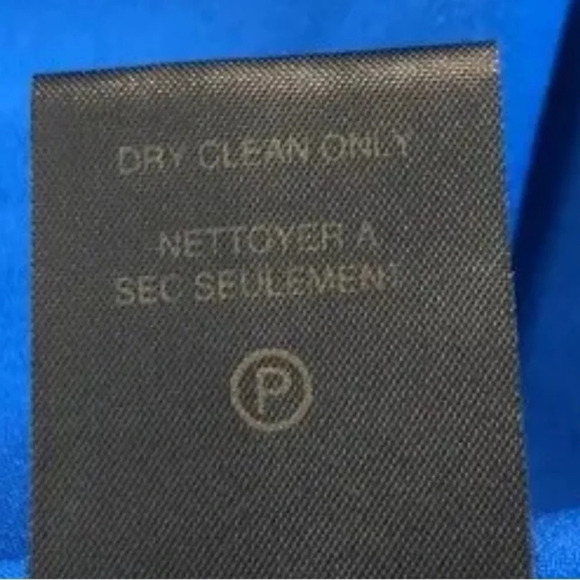 DRY CLEAN ONLY
NETTOYER A
SEC SEULEMENT
P